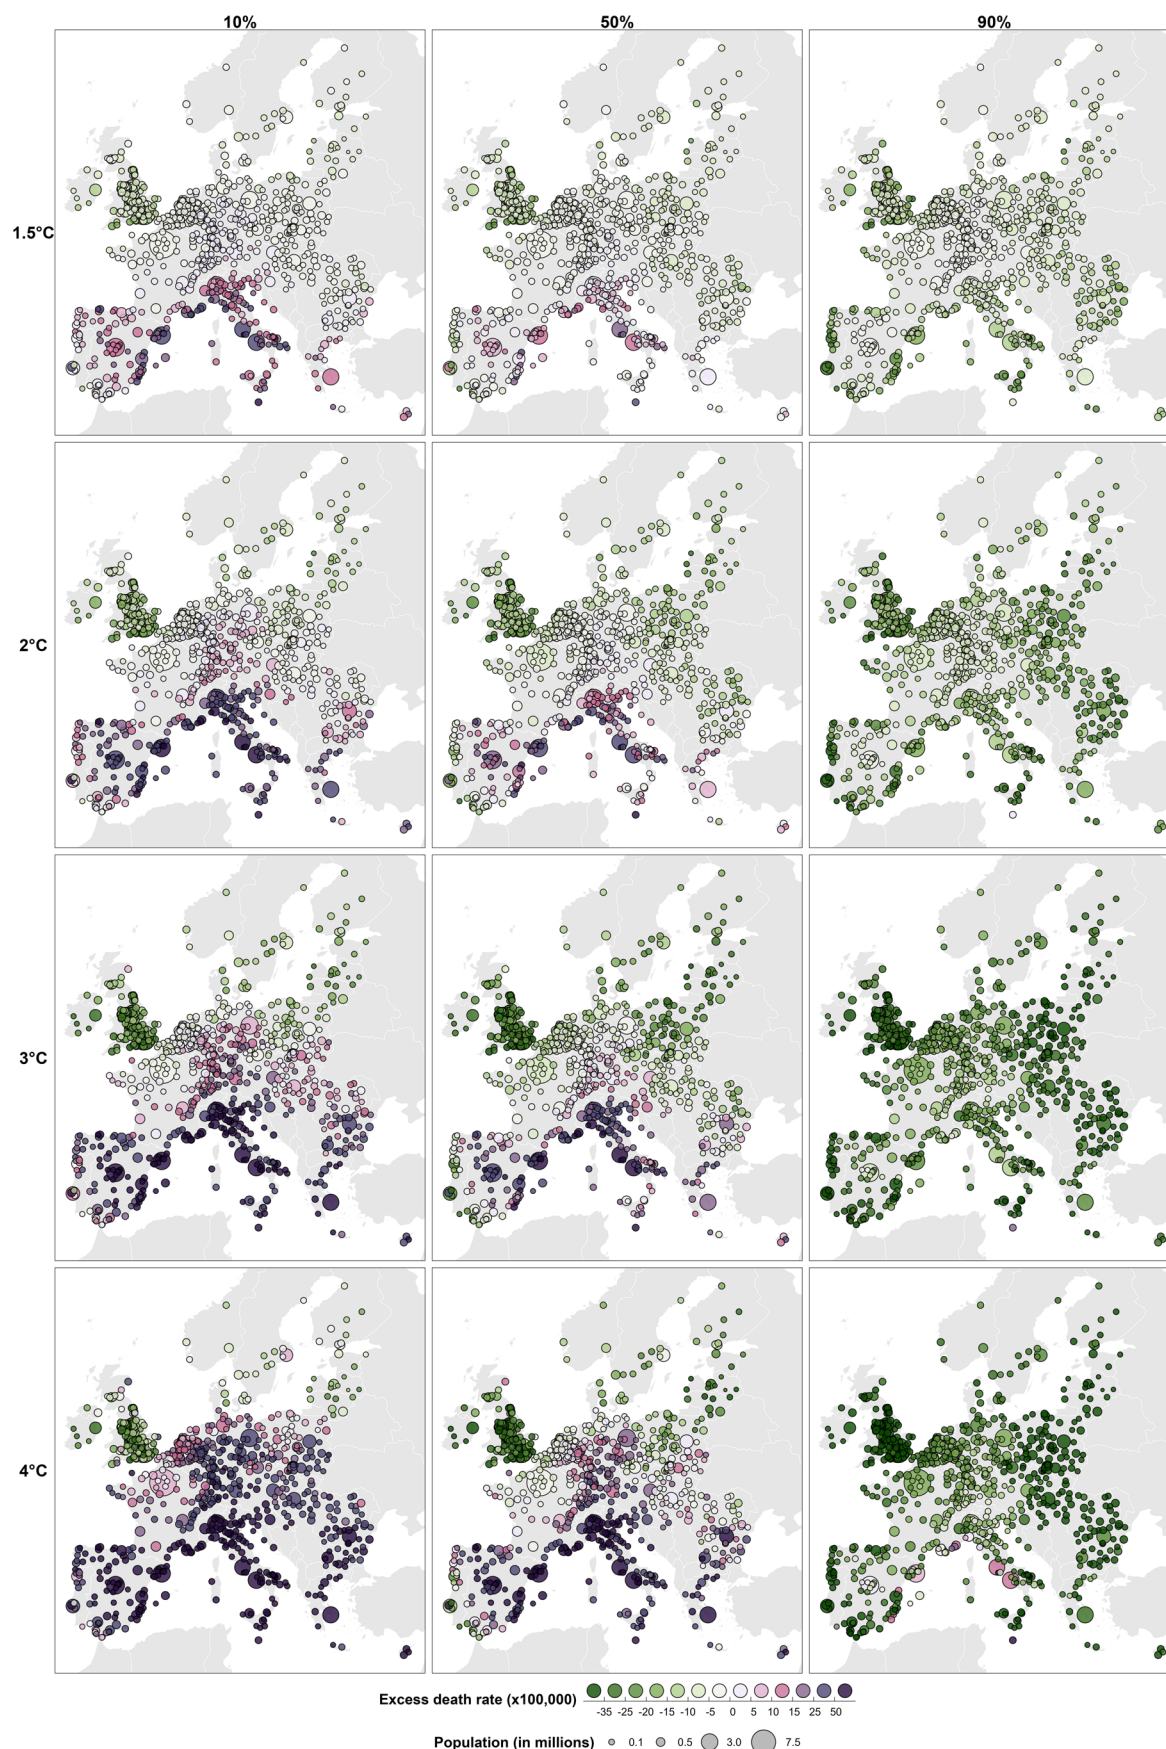 10% 50% 90%
1.5°C
2°C
3°C
4°C
Excess death rate (x100,000)
-35 -25 -20 -15 -10 -5 0 5 10 15 25 50
Population (in millions) 0.1 0.5 3.0 7.5